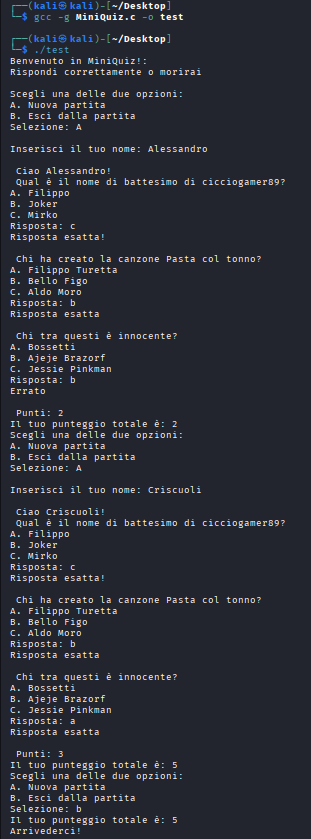 ┌──(kali㉿kali)-[~/Desktop]
└─$ gcc -g MiniQuiz.c -o test

┌──(kali㉿kali)-[~/Desktop]
└─$ ./test
Benvenuto in MiniQuiz!:
Rispondi correttamente o morirai

Scegli una delle due opzioni:
A. Nuova partita
B. Esci dalla partita
Selezione: A

Inserisci il tuo nome: Alessandro

Ciao Alessandro!
Qual è il nome di battesimo di cicciogamer89?
A. Filippo
B. Joker
C. Mirko
Risposta: c
Risposta esatta!

Chi ha creato la canzone Pasta col tonno?
A. Filippo Turetta
B. Bello Figo
C. Aldo Moro
Risposta: b
Risposta esatta

Chi tra questi è innocente?
A. Bossetti
B. Ajeje Brazorf
C. Jessie Pinkman
Risposta: b
Errato

Punti: 2
Il tuo punteggio totale è: 2
Scegli una delle due opzioni:
A. Nuova partita
B. Esci dalla partita
Selezione: A

Inserisci il tuo nome: Criscuoli

Ciao Criscuoli!
Qual è il nome di battesimo di cicciogamer89?
A. Filippo
B. Joker
C. Mirko
Risposta: c
Risposta esatta!

Chi ha creato la canzone Pasta col tonno?
A. Filippo Turetta
B. Bello Figo
C. Aldo Moro
Risposta: b
Risposta esatta

Chi tra questi è innocente?
A. Bossetti
B. Ajeje Brazorf
C. Jessie Pinkman
Risposta: a
Risposta esatta

Punti: 3
Il tuo punteggio totale è: 5
Scegli una delle due opzioni:
A. Nuova partita
B. Esci dalla partita
Selezione: b
Il tuo punteggio totale è: 5
Arrivederci!